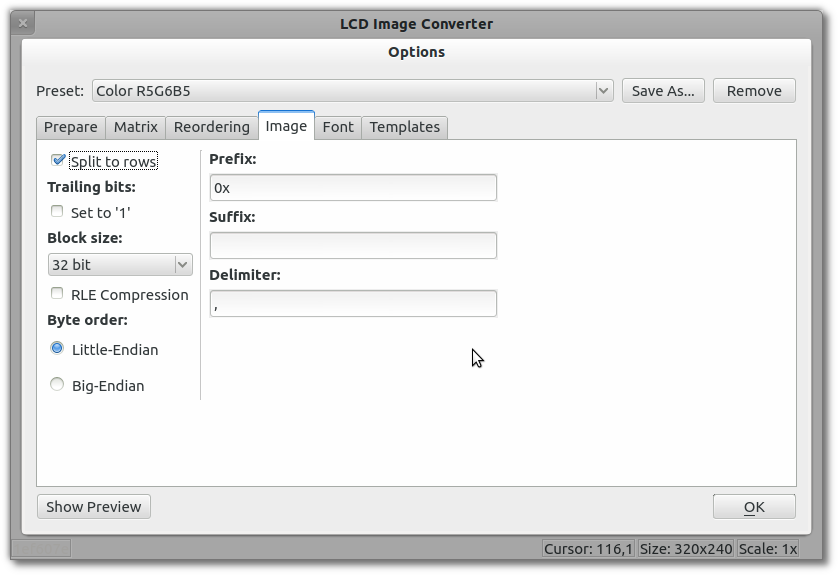 LCD Image Converter
Options
Preset: Color R5G6B5 Save As... Remove
Prepare Matrix Reordering Image Font Templates
Split to rows
Trailing bits:
Set to '1'
Block size:
32 bit
RLE Compression
Byte order:
Little-Endian
Big-Endian
Prefix:
0x
Suffix:
Delimiter:
,
Show Preview OK
Cursor: 116,1 Size: 320x240 Scale: 1x